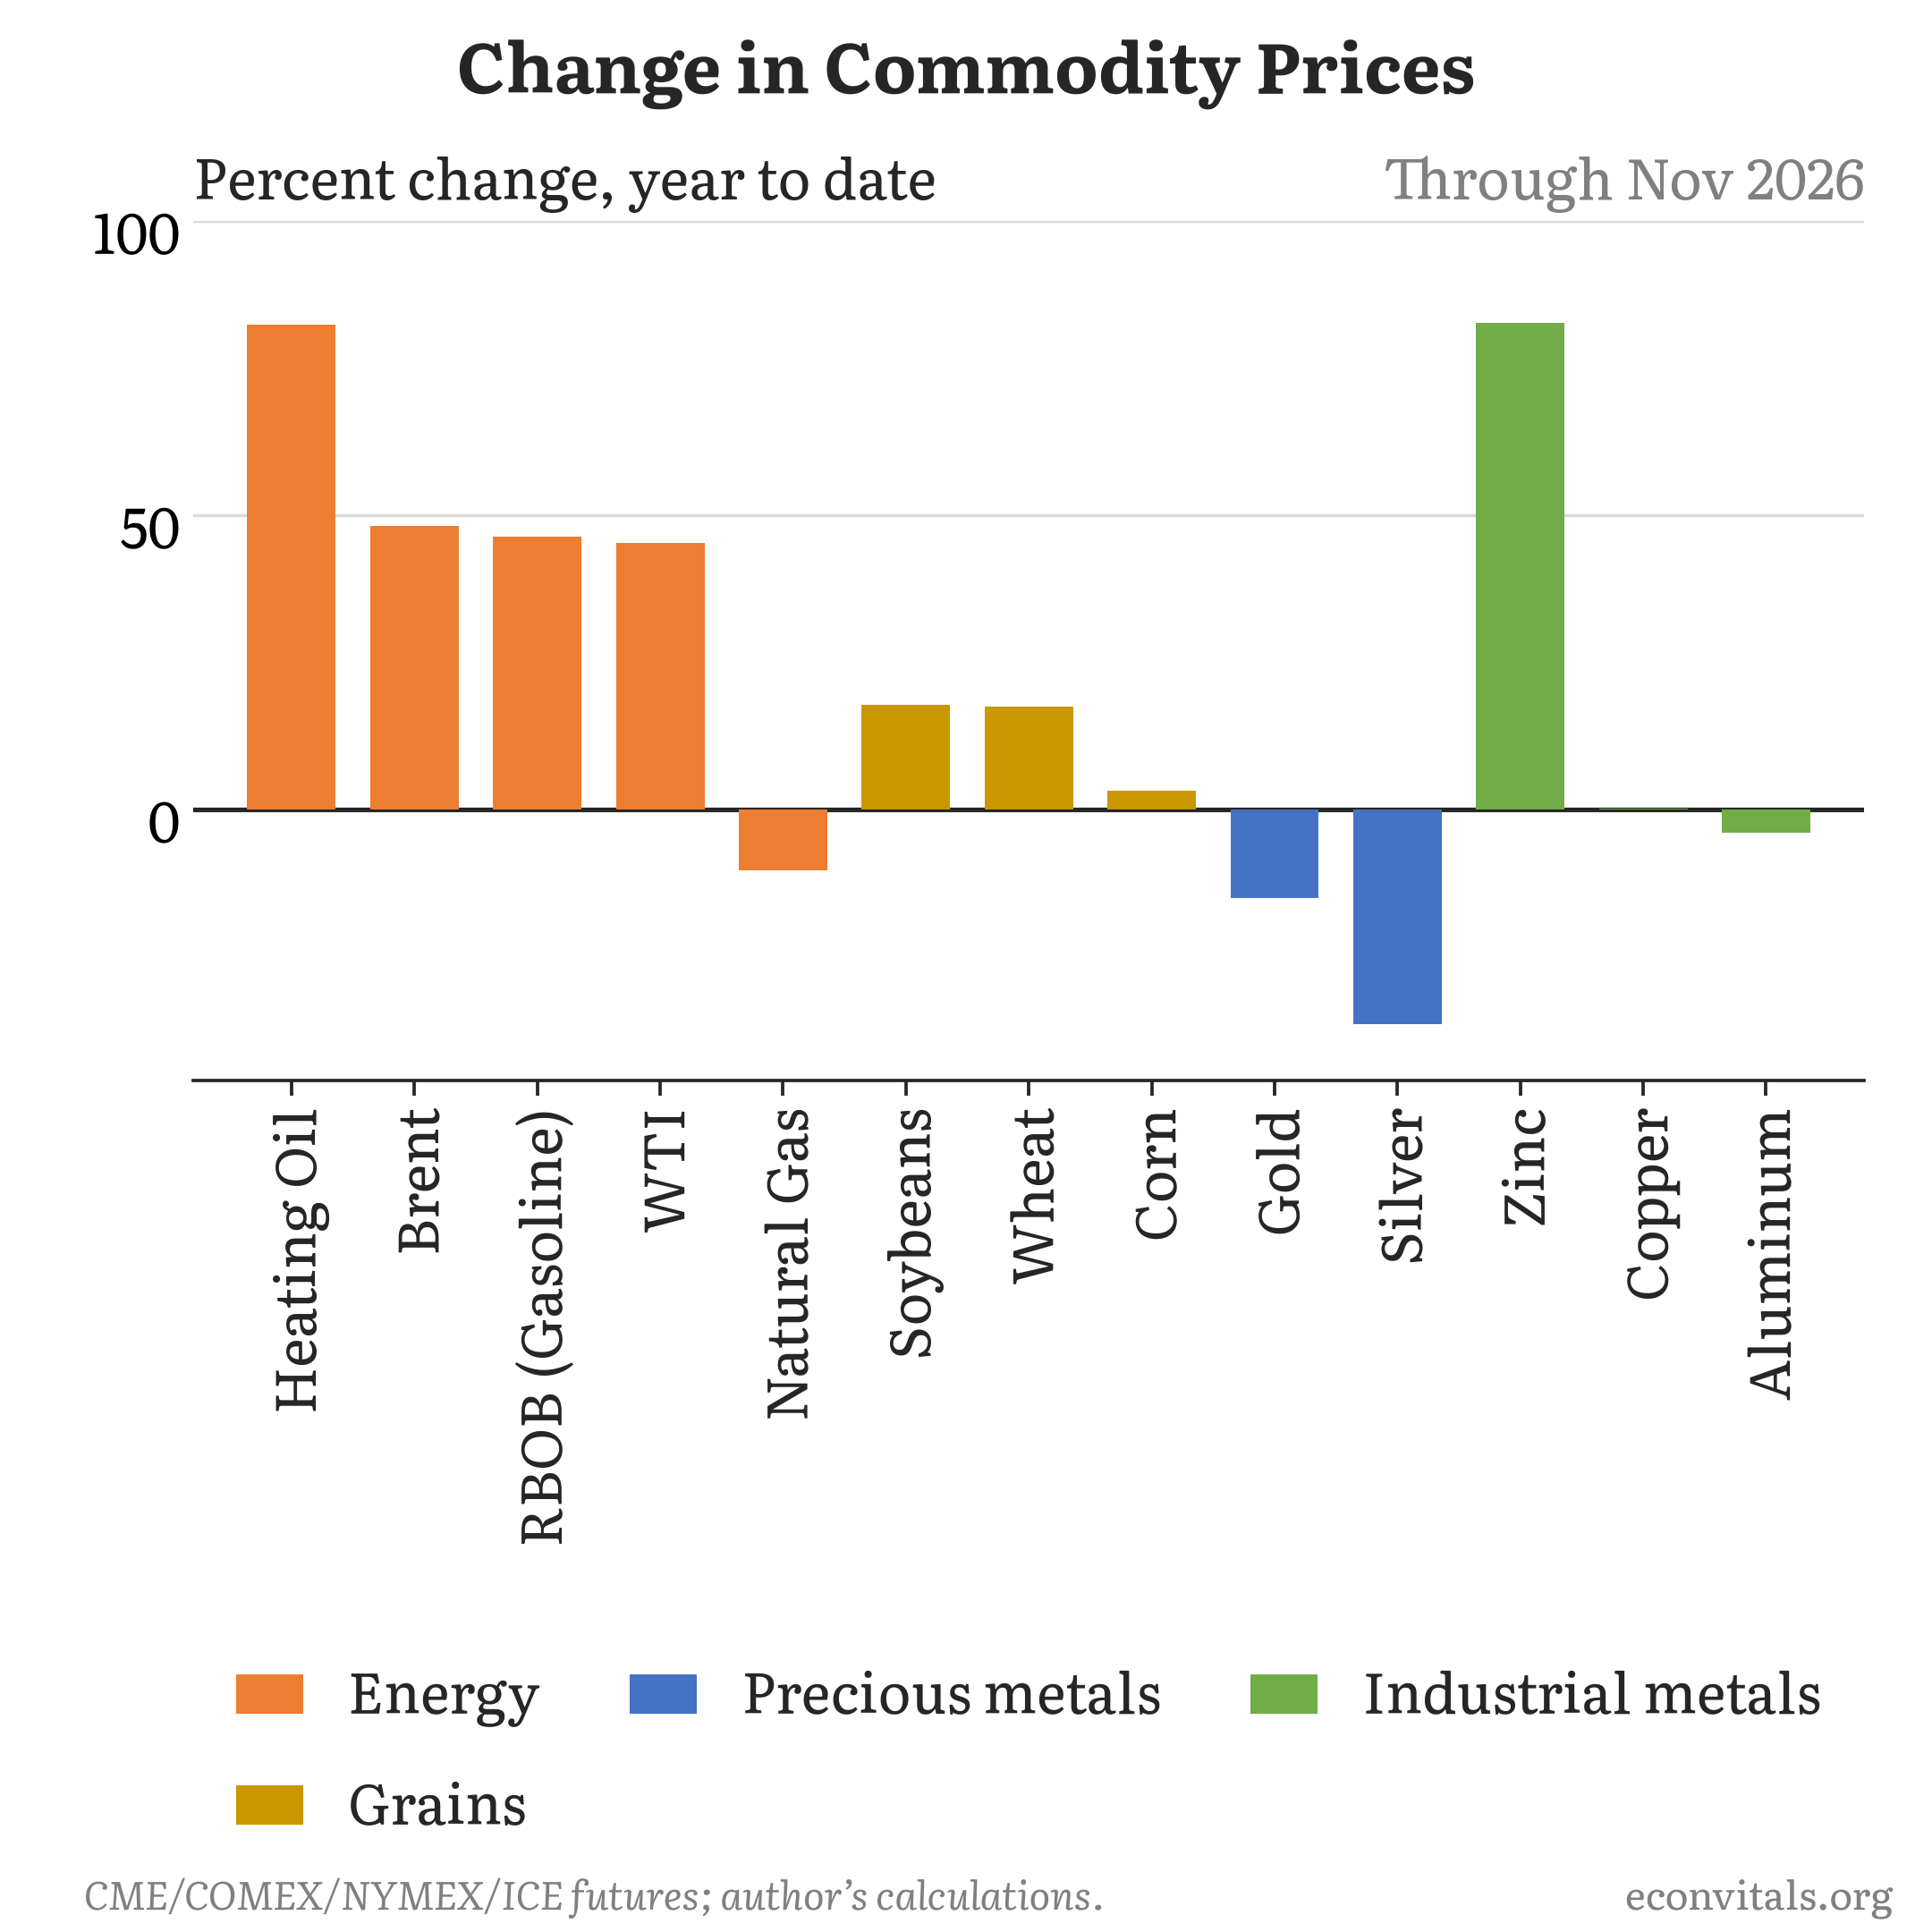 Change in Commodity Prices
Percent change, year to date
Through Nov 2026
100
50
0
Heating Oil
Brent
RBOB (Gasoline)
WTI
Natural Gas
Soybeans
Wheat
Corn
Gold
Silver
Zinc
Copper
Aluminum
Energy
Precious metals
Industrial metals
Grains
CME/COMEX/NYMEX/ICE futures; author’s calculations.
econvitals.org